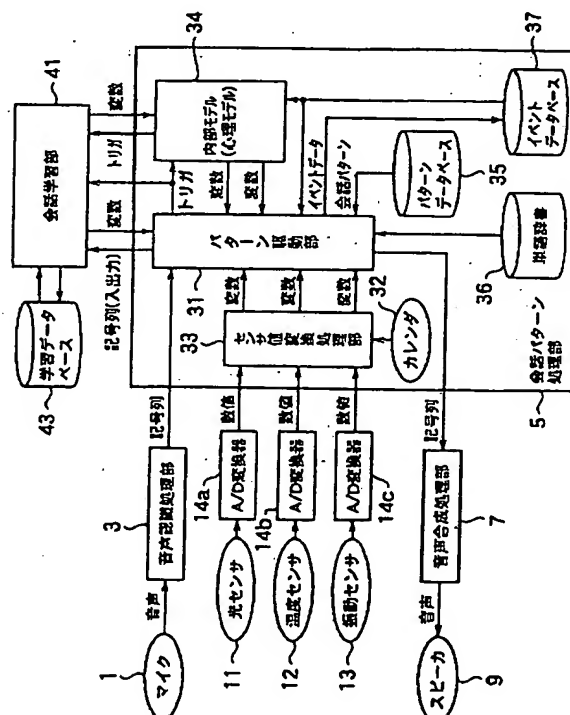 1
マイク
音声
3
音声認識処理部
記号列
11
光センサ
14a
A/D変換器
数値
12
温度センサ
14b
A/D変換器
数値
13
振動センサ
14c
A/D変換器
数値
9
スピーカ
音声
7
音声合成処理部
記号列
43
学習データ
ベース
41
会話学習部
記号列(入出力)
変数
トリガ
変数
33
センサ値変換処理部
変数
変数
変数
32
カレンダ
31
パターン駆動部
トリガ
変数
変数
34
内部モデル
(心理モデル)
イベントデータ
会話パターン
35
パターン
データベース
36
単語辞書
37
イベント
データベース
5
会話パターン
処理部